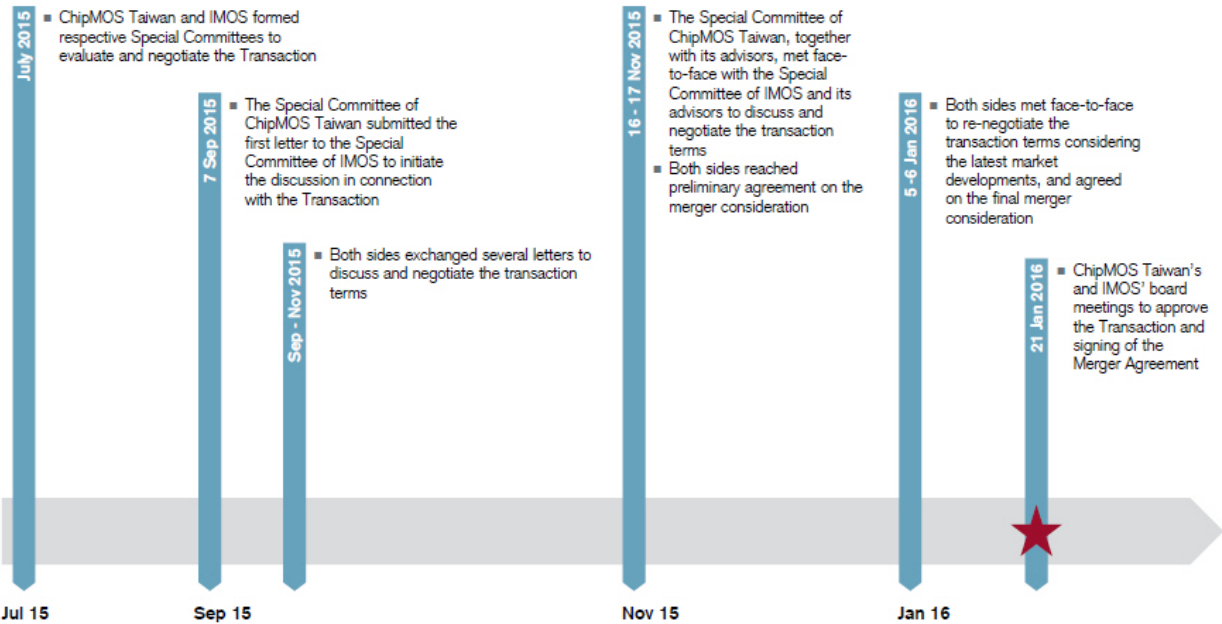 July 2015
■ ChipMOS Taiwan and IMOS formed
respective Special Committees to
evaluate and negotiate the Transaction
7 Sep 2015
■ The Special Committee of
ChipMOS Taiwan submitted the
first letter to the Special
Committee of IMOS to initiate
the discussion in connection
with the Transaction
Sep - Nov 2015
■ Both sides exchanged several letters to
discuss and negotiate the transaction
terms
16 - 17 Nov 2015
■ The Special Committee of
ChipMOS Taiwan, together
with its advisors, met face-
to-face with the Special
Committee of IMOS and its
advisors to discuss and
negotiate the transaction
terms
■ Both sides reached
preliminary agreement on the
merger consideration
5 -6 Jan 2016
■ Both sides met face-to-face
to re-negotiate the
transaction terms considering
the latest market
developments, and agreed
on the final merger
consideration
21 Jan 2016
■ ChipMOS Taiwan's
and IMOS' board
meetings to approve
the Transaction and
signing of the
Merger Agreement
Jul 15
Sep 15
Nov 15
Jan 16